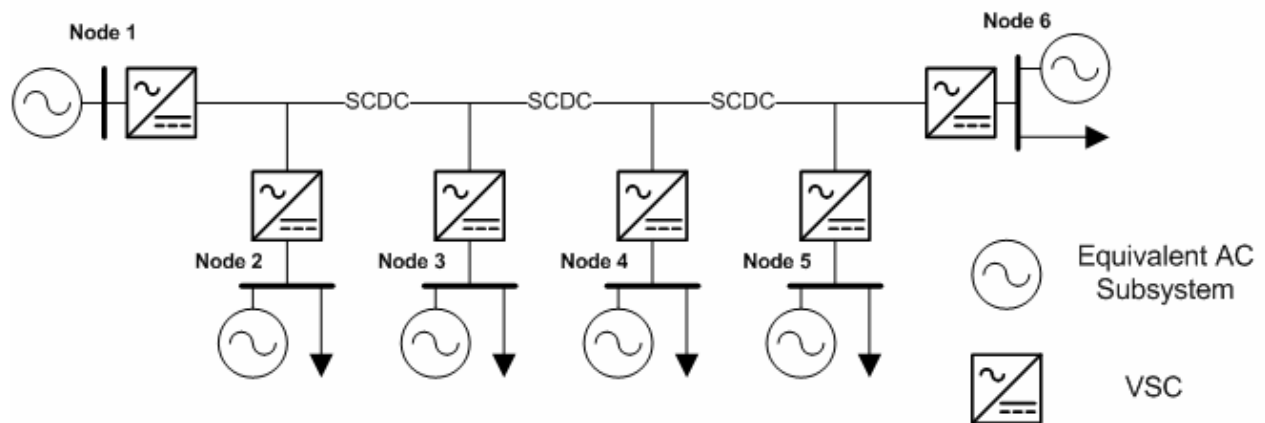 Node 1
Node 6
SCDC
SCDC
SCDC
Node 2
Node 3
Node 4
Node 5
Equivalent AC
Subsystem
VSC